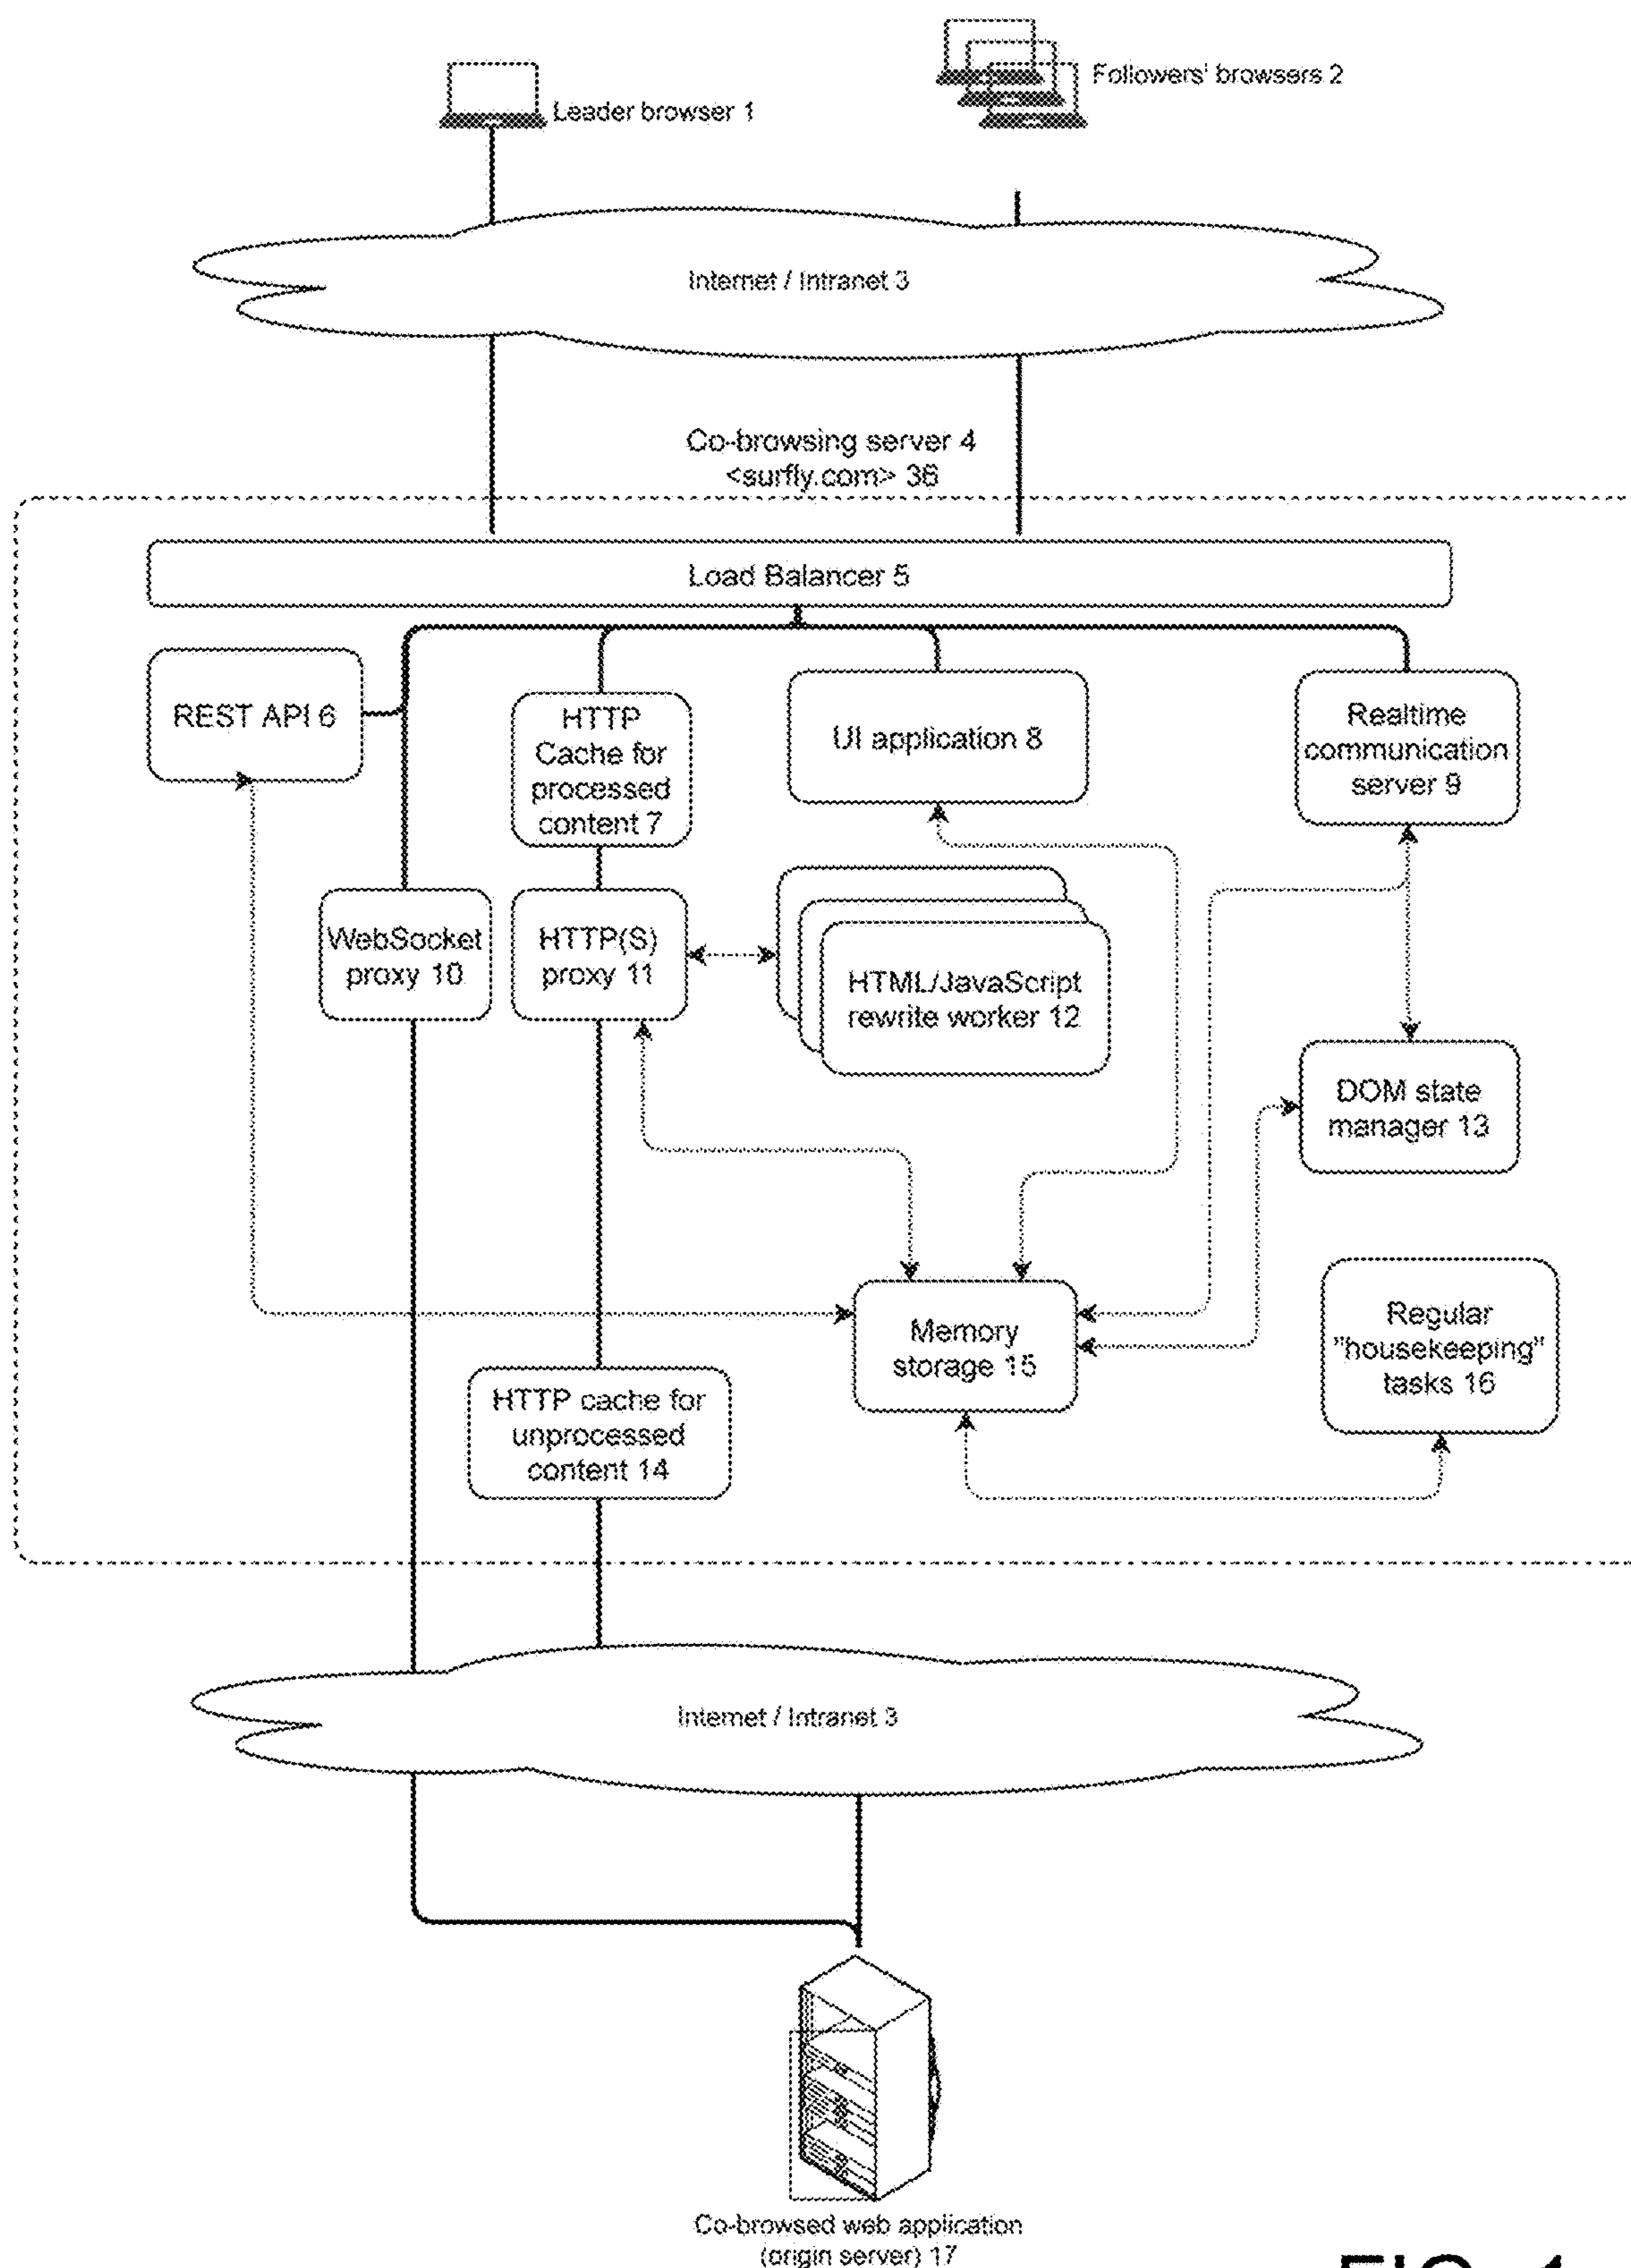 Followers' browsers 2
Leader browser 1
Internet / Intranet 3
Co-browsing server 4
<surfly.com> 36
Load Balancer 5
REST API 6
HTTP
Cache for
processed
content 7
UI application 8
Realtime
communication
server 9
WebSocket
proxy 10
HTTP(S)
proxy 11
HTML/JavaScript
rewrite worker 12
DOM state
manager 13
Memory
storage 15
Regular
"housekeeping"
tasks 16
HTTP cache for
unprocessed
content 14
Internet / Intranet 3
Co-browsed web application
(origin server) 17
FIG. 1